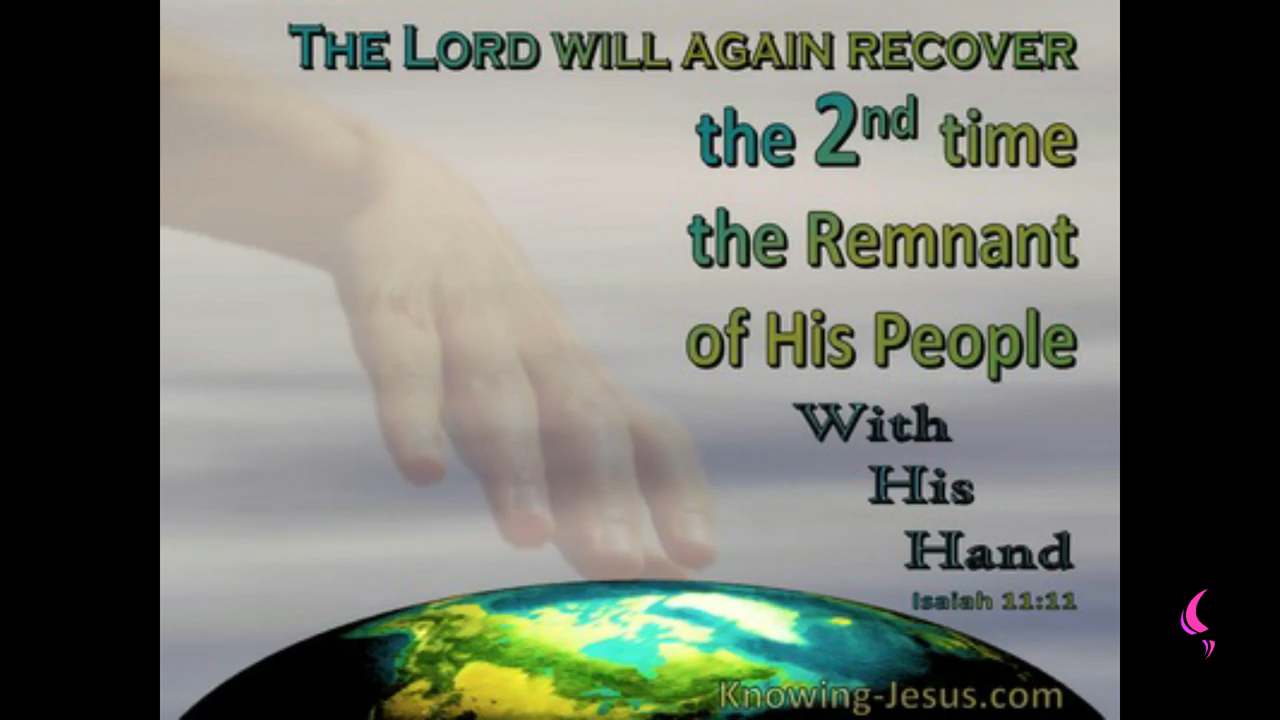 THE LORD WILL AGAIN RECOVER
the 2nd time
the Remnant
of His People
With
His
Hand
Isaiah 11:11
Knowing-Jesus.com